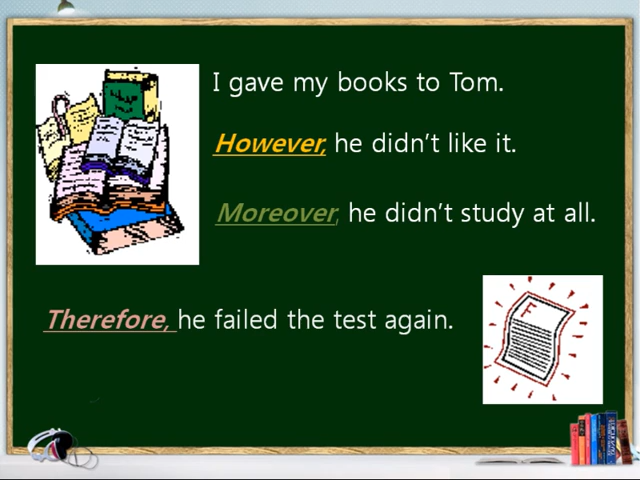 I gave my books to Tom.
However, he didn't like it.
Moreover, he didn't study at all.
Therefore, he failed the test again.
F